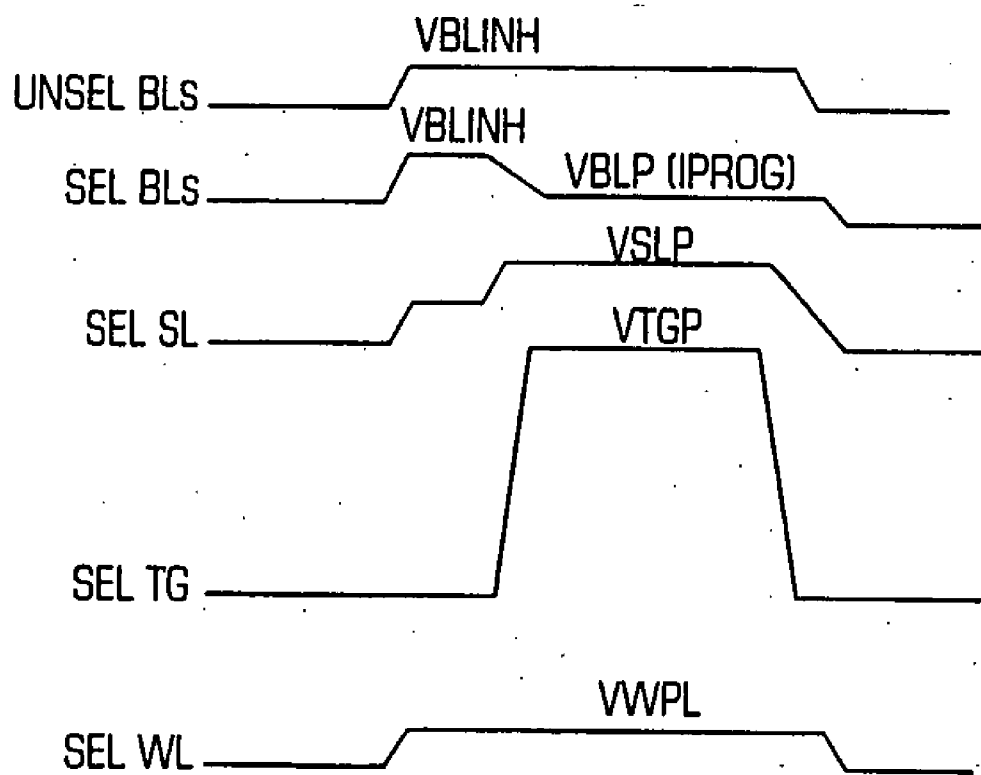 VBLINH
UNSEL BLs
VBLINH
SEL BLs
VBLP (IPROG)
VSLP
SEL SL
VTGP
SEL TG
VWPL
SEL WL